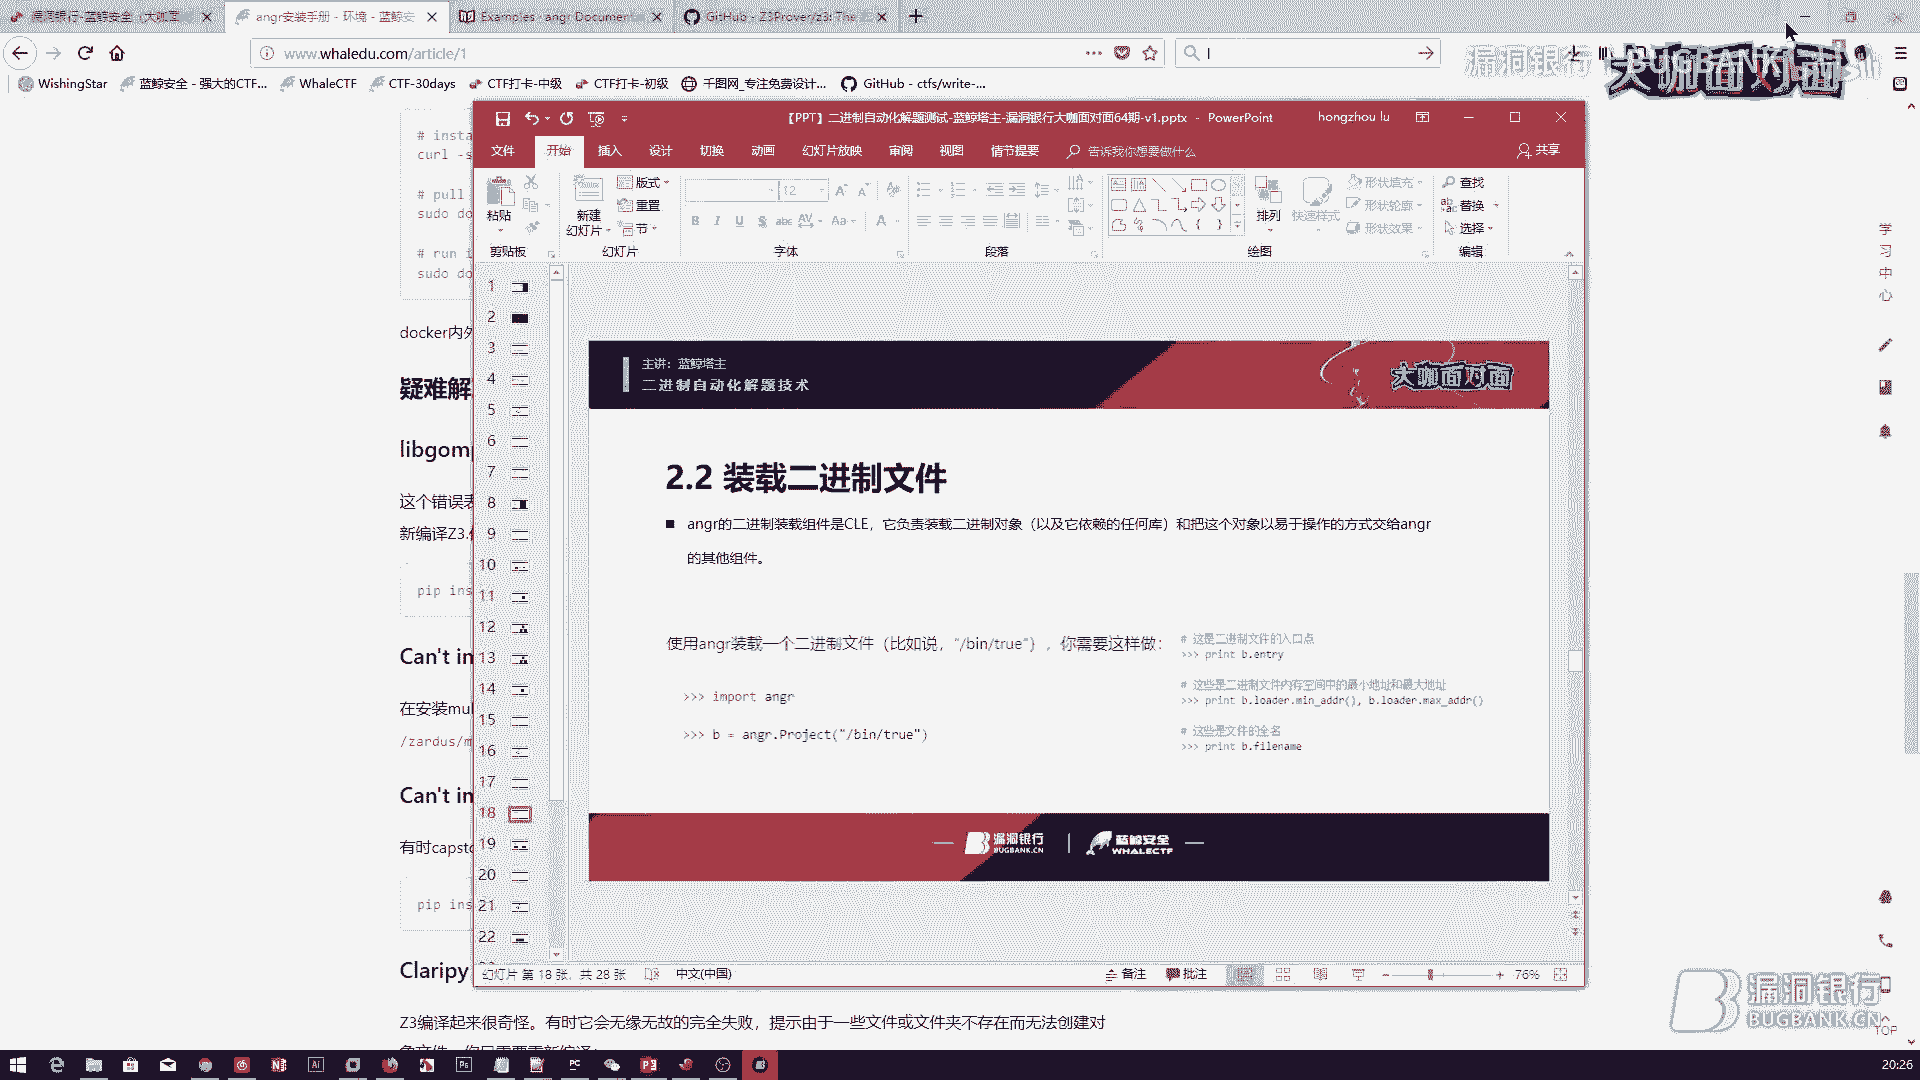 漏洞银行-蓝鲸安全（大咖面
angr安装手册 - 环境 - 蓝鲸安
Examples - angr Document
GitHub - Z3Prover/z3: The
www.whaledu.com/article/1
漏洞银行
BUGBANK
大咖面对面
WishingStar
蓝鲸安全 - 强大的CTF...
WhaleCTF
CTF-30days
CTF打卡-中级
CTF打卡-初级
千图网_专注免费设计...
GitHub - ctfs/write-...
# insta
curl -s
# pull
sudo do
# run i
sudo do
docker内外
疑难解
libgomp
这个错误表
新编译Z3.
pip ins
Can't im
在安装mul
/zardus/m
Can't im
有时capsto
pip ins
Claripy
Z3编译起来很奇怪。有时它会无缘无故的完全失败，提示由于一些文件或文件夹不存在而无法创建对
【PPT】二进制自动化解题测试-蓝鲸塔主-漏洞银行大咖面对面64期-v1.pptx - PowerPoint
hongzhou lu
文件 开始 插入 设计 切换 动画 幻灯片放映 审阅 视图 情节提要 告诉我你想要做什么 共享
粘贴
新建
幻灯片
版式
重置
节
12
B I U S abc AV Aa A
排列
快速样式
形状填充
形状轮廓
形状效果
查找
替换
选择
剪贴板 幻灯片 字体 段落 绘图 编辑
1
2
3
4
5
6
7
8
9
10
11
12
13
14
15
16
17
18
19
20
21
22
主讲：蓝鲸塔主
二进制自动化解题技术
大咖面对面
2.2 装载二进制文件
■ angr的二进制装载组件是CLE，它负责装载二进制对象（以及它依赖的任何库）和把这个对象以易于操作的方式交给angr
的其他组件。
使用angr装载一个二进制文件（比如说，"/bin/true"），你需要这样做：
>>> import angr
>>> b = angr.Project("/bin/true")
# 这是二进制文件的入口点
>>> print b.entry
# 这些是二进制文件内存空间中的最小地址和最大地址
>>> print b.loader.min_addr(), b.loader.max_addr()
# 这些是文件的全名
>>> print b.filename
漏洞银行
BUGBANK.CN
蓝鲸安全
WHALECTF
幻灯片 第 18 张，共 28 张
中文(中国)
备注
批注
76%
学
习
中
心
漏洞银行
BUGBANK.CN
TOP
20:26